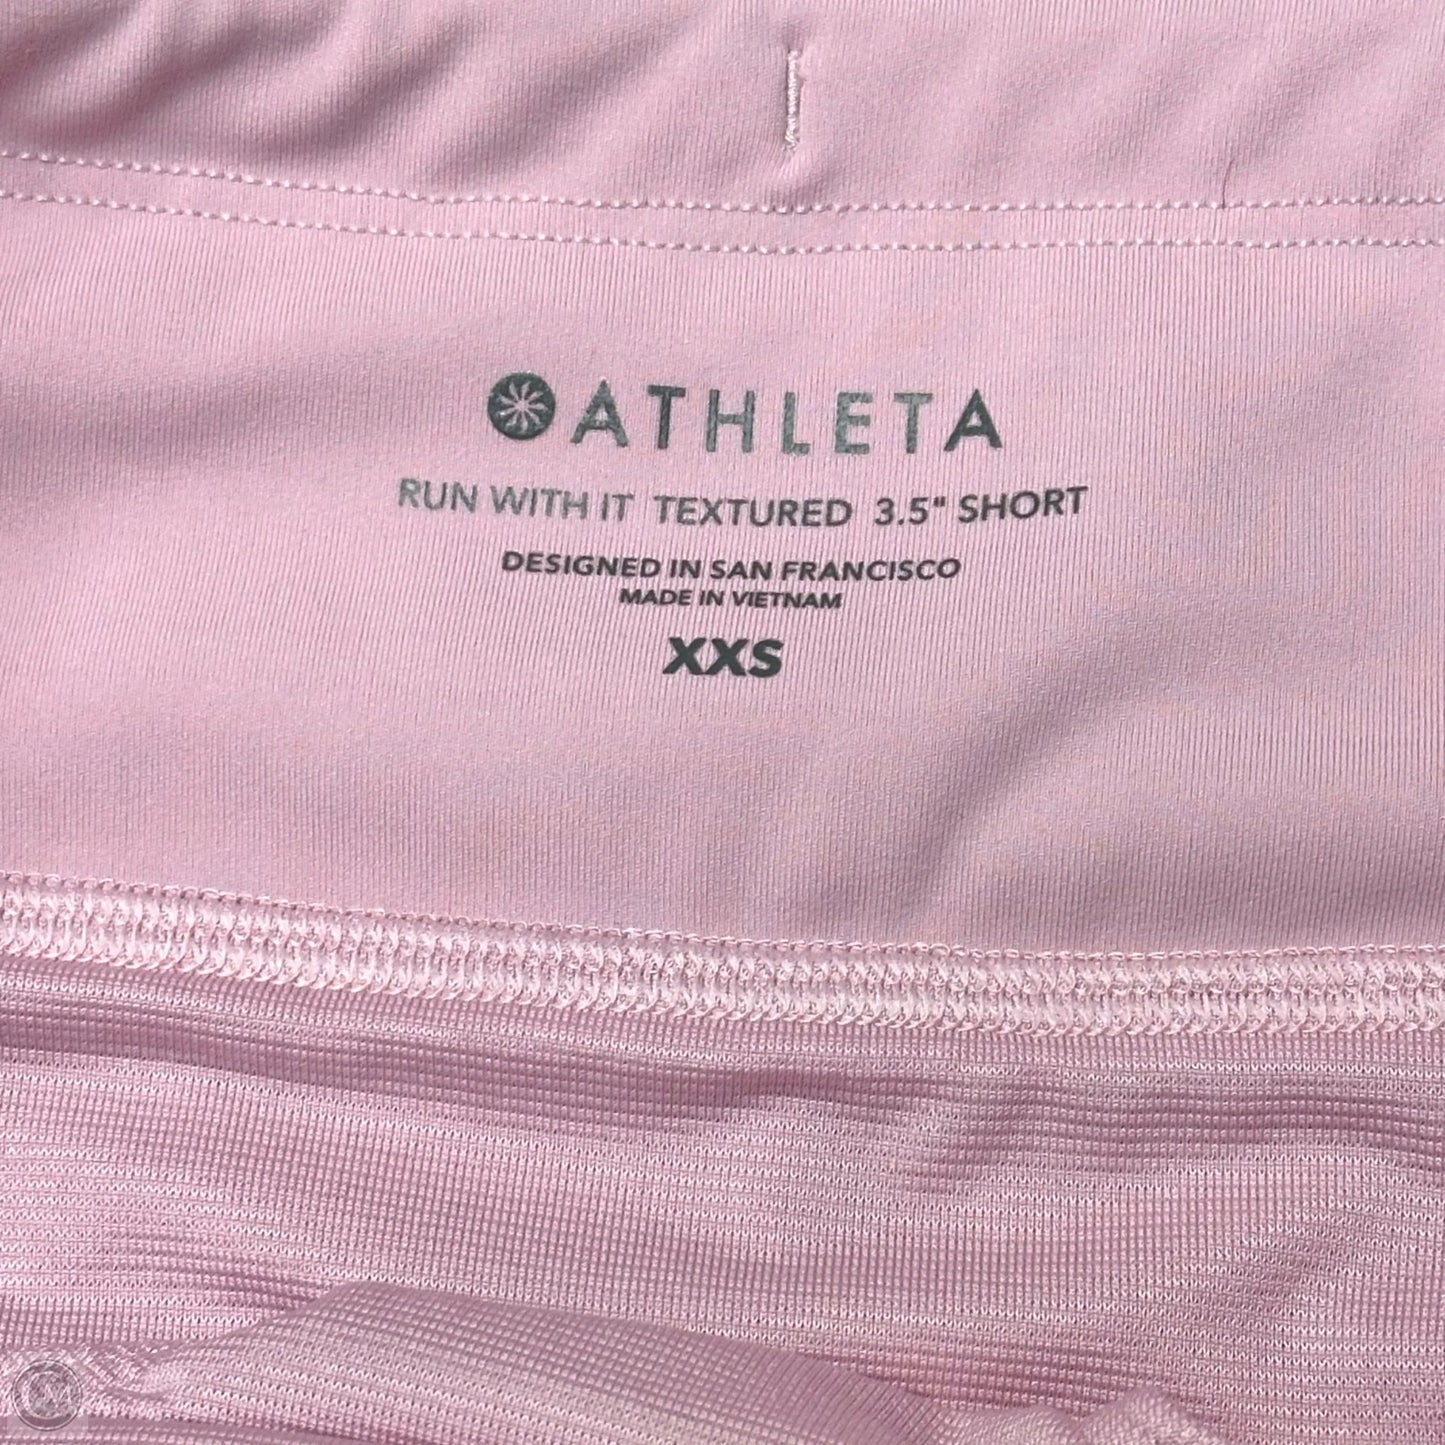 ATHLETA
RUN WITH IT TEXTURED 3.5" SHORT
DESIGNED IN SAN FRANCISCO
MADE IN VIETNAM
XXS